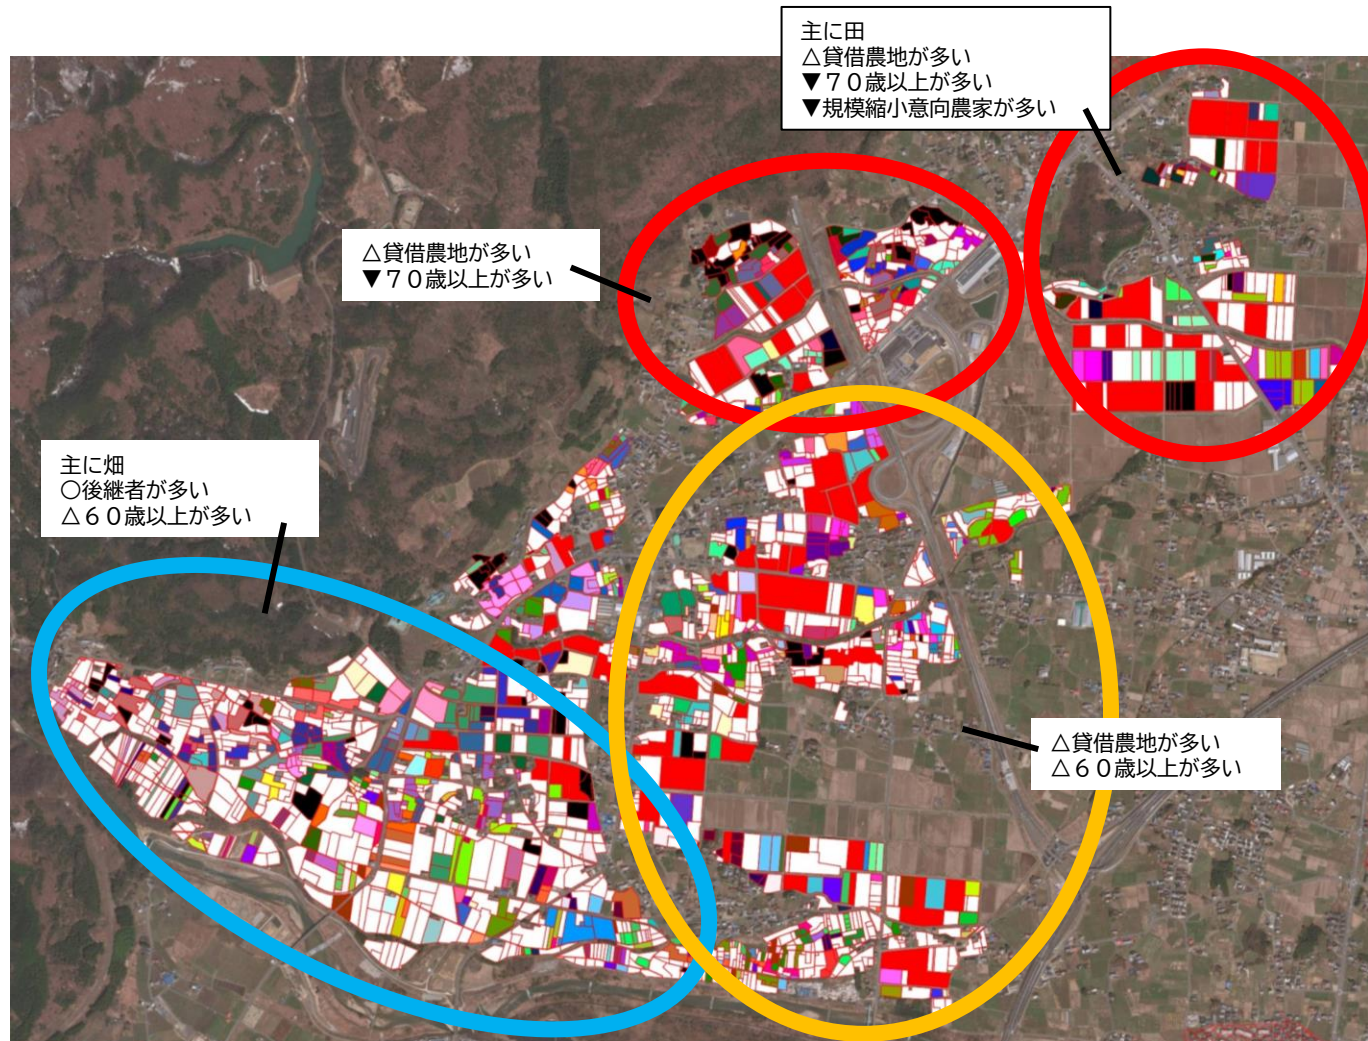 主に田
△貸借農地が多い
▼７０歳以上が多い
▼規模縮小意向農家が多い
△貸借農地が多い
▼７０歳以上が多い
主に畑
○後継者が多い
△６０歳以上が多い
△貸借農地が多い
△６０歳以上が多い